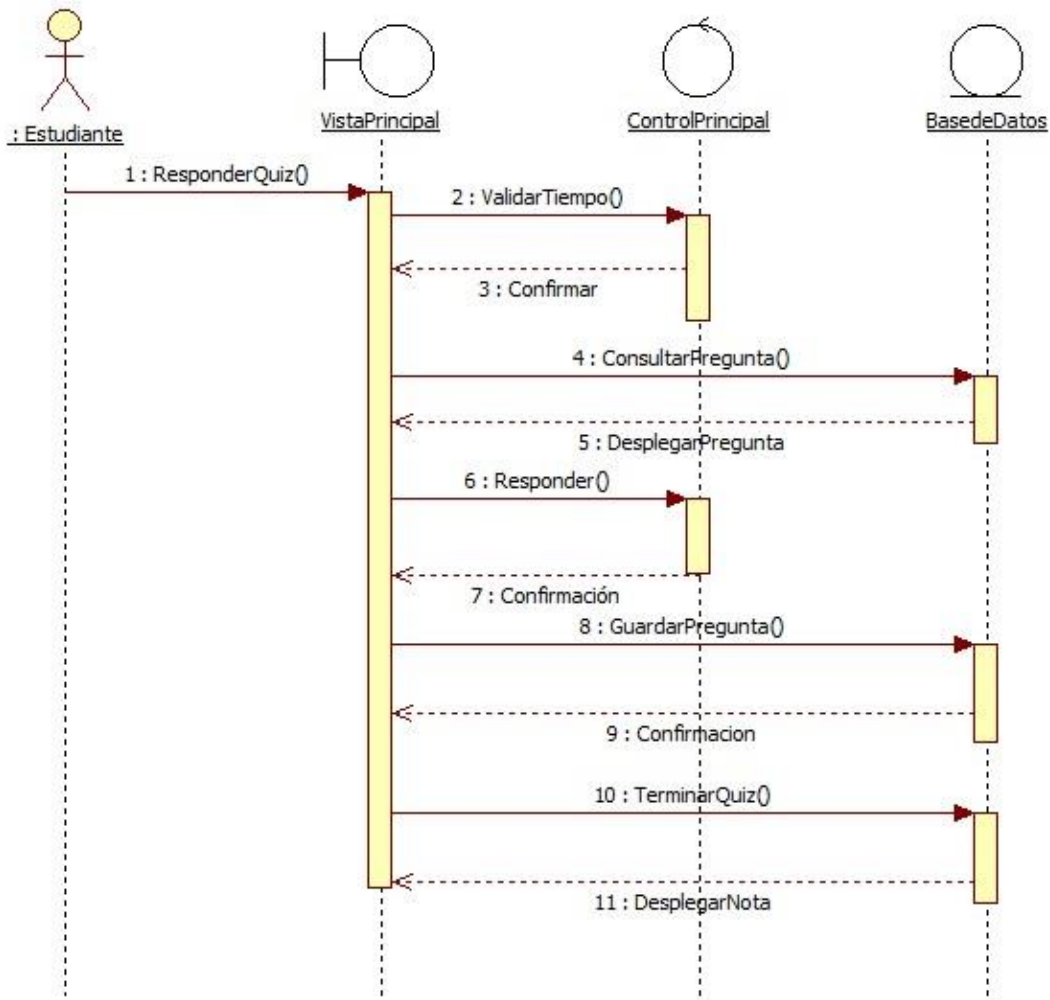 : Estudiante
VistaPrincipal
ControlPrincipal
BasedeDatos
1 : ResponderQuiz()
2 : ValidarTiempo()
3 : Confirmar
4 : ConsultarPregunta()
5 : DesplegarPregunta
6 : Responder()
7 : Confirmación
8 : GuardarPregunta()
9 : Confirmacion
10 : TerminarQuiz()
11 : DesplegarNota